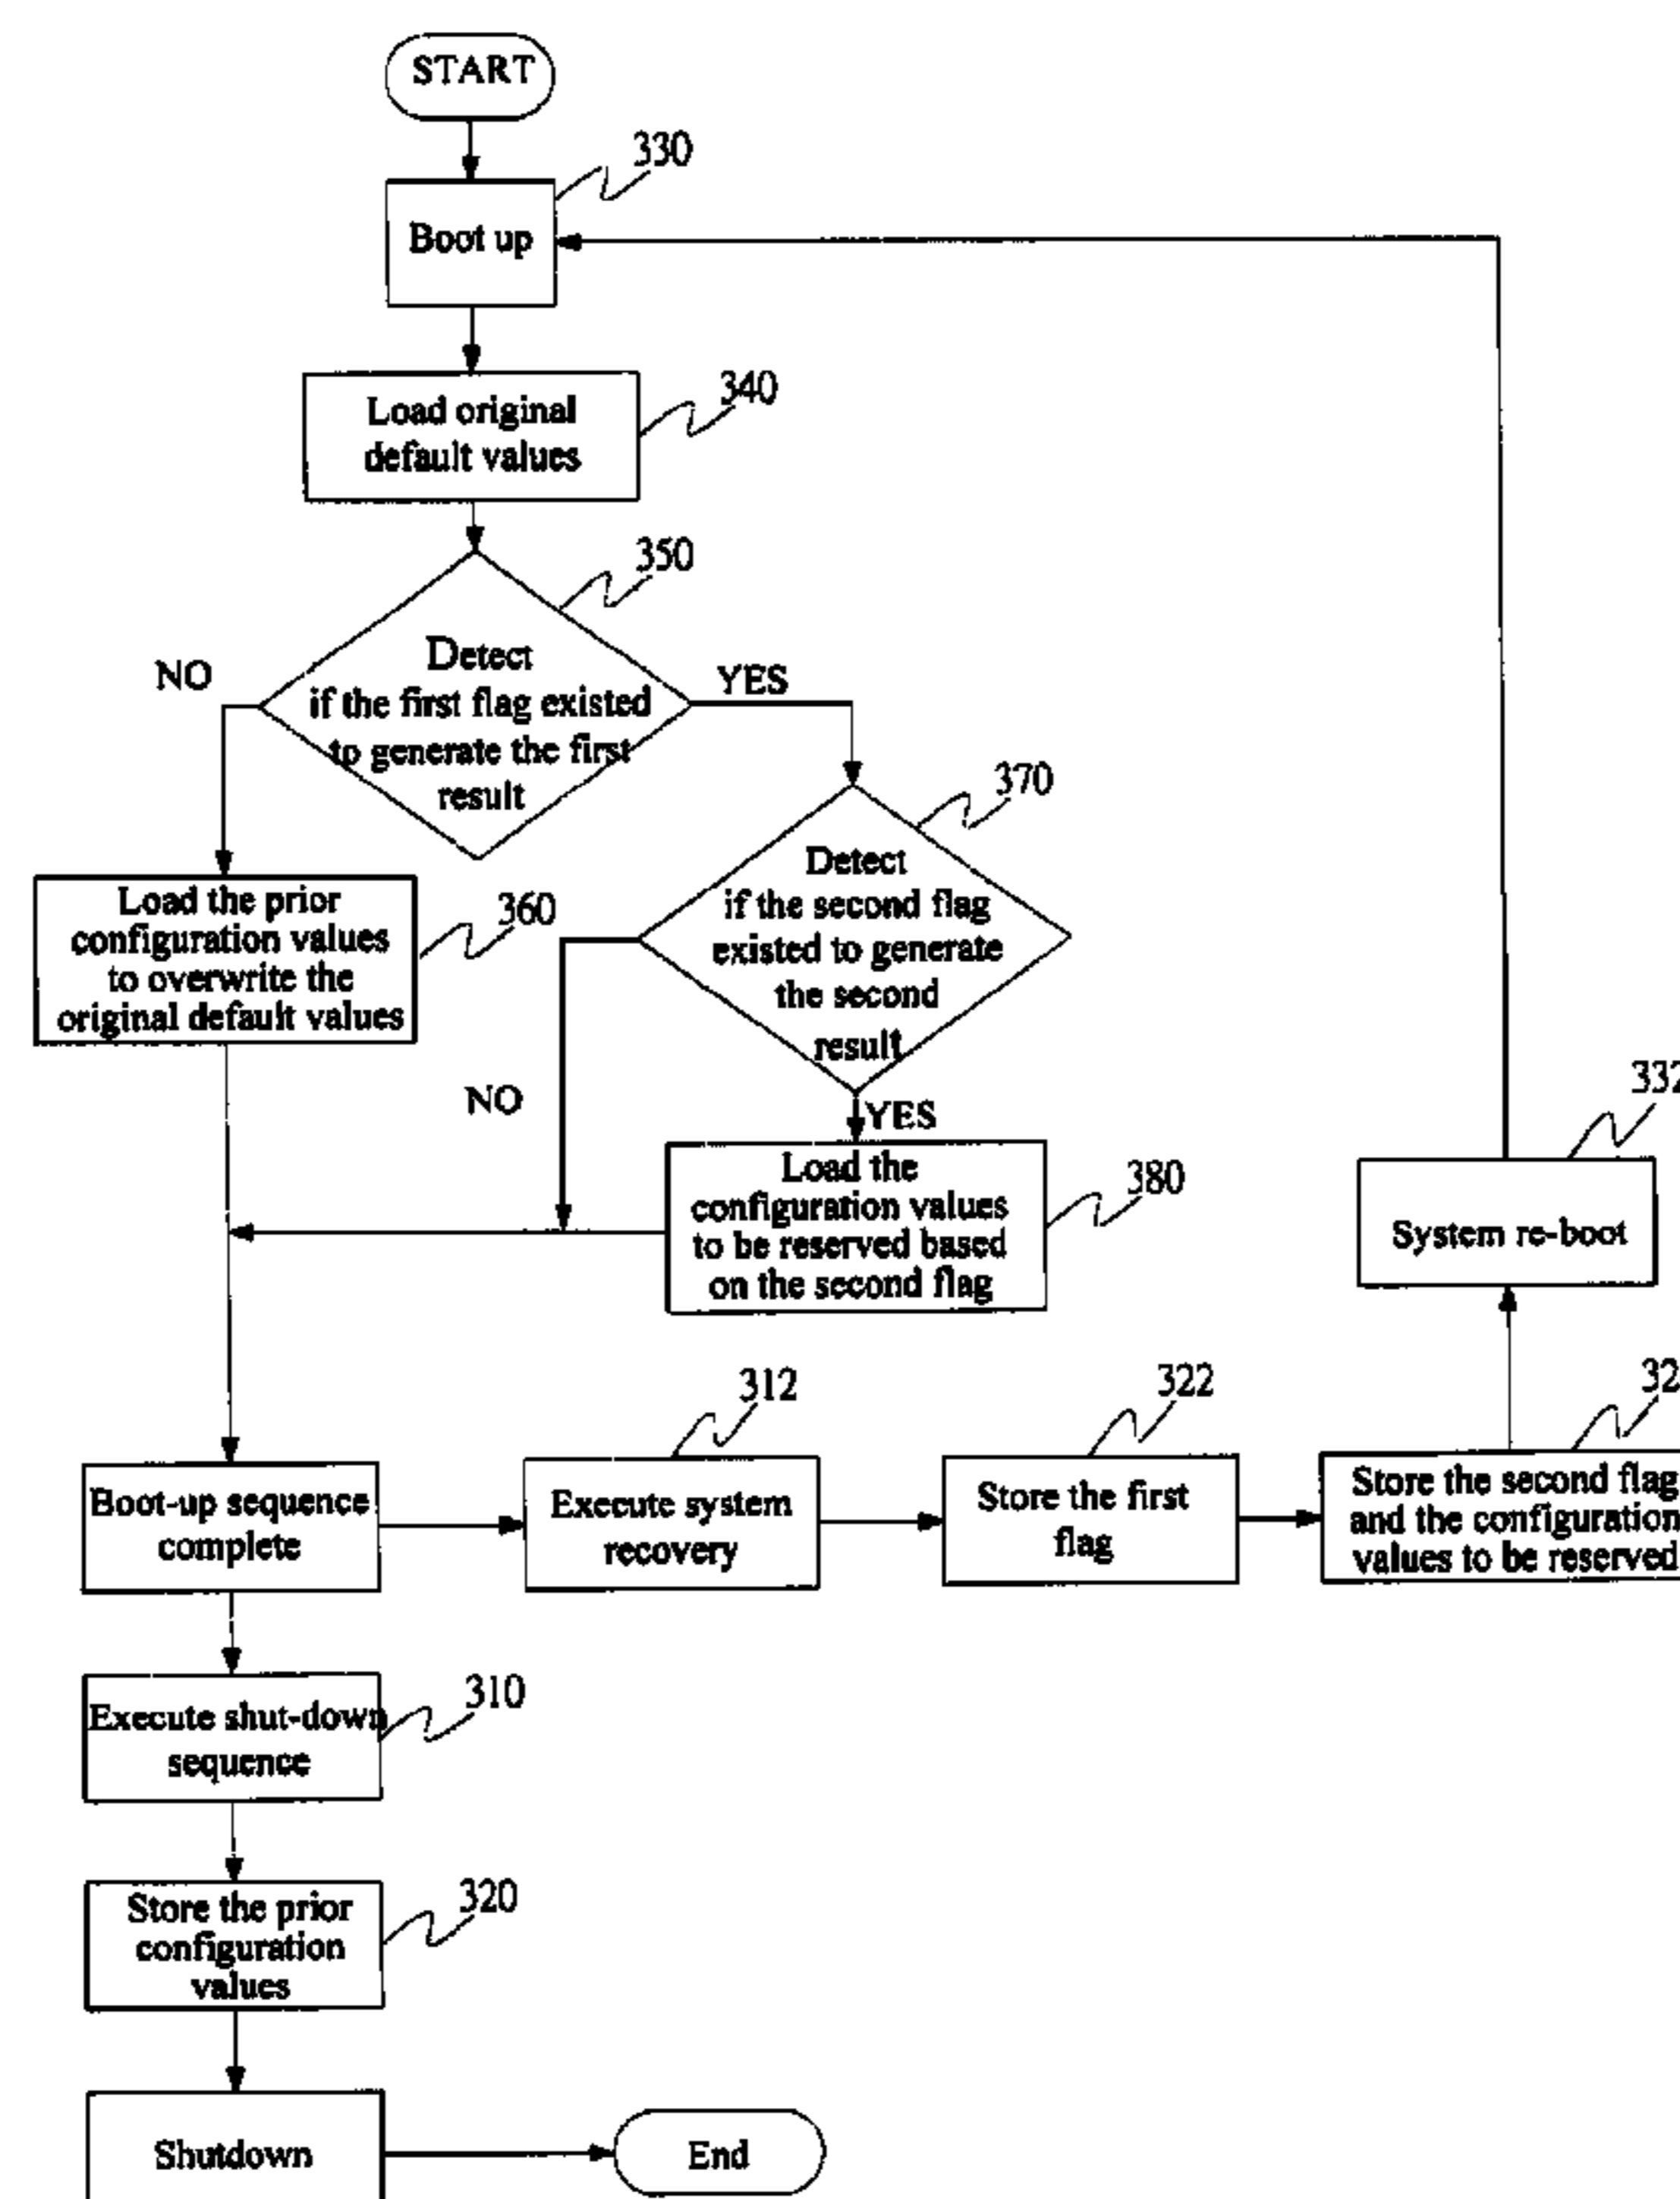 START
330
Boot up
340
Load original
default values
350
Detect
if the first flag existed
to generate the first
result
NO
YES
370
Detect
if the second flag
existed to generate
the second
result
360
Load the prior
configuration values
to overwrite the
original default values
NO
YES
380
Load the
configuration values
to be reserved based
on the second flag
332
System re-boot
312
322
32
Boot-up sequence
complete
Execute system
recovery
Store the first
flag
Store the second flag
and the configuration
values to be reserved
310
Execute shut-down
sequence
320
Store the prior
configuration
values
Shutdown
End